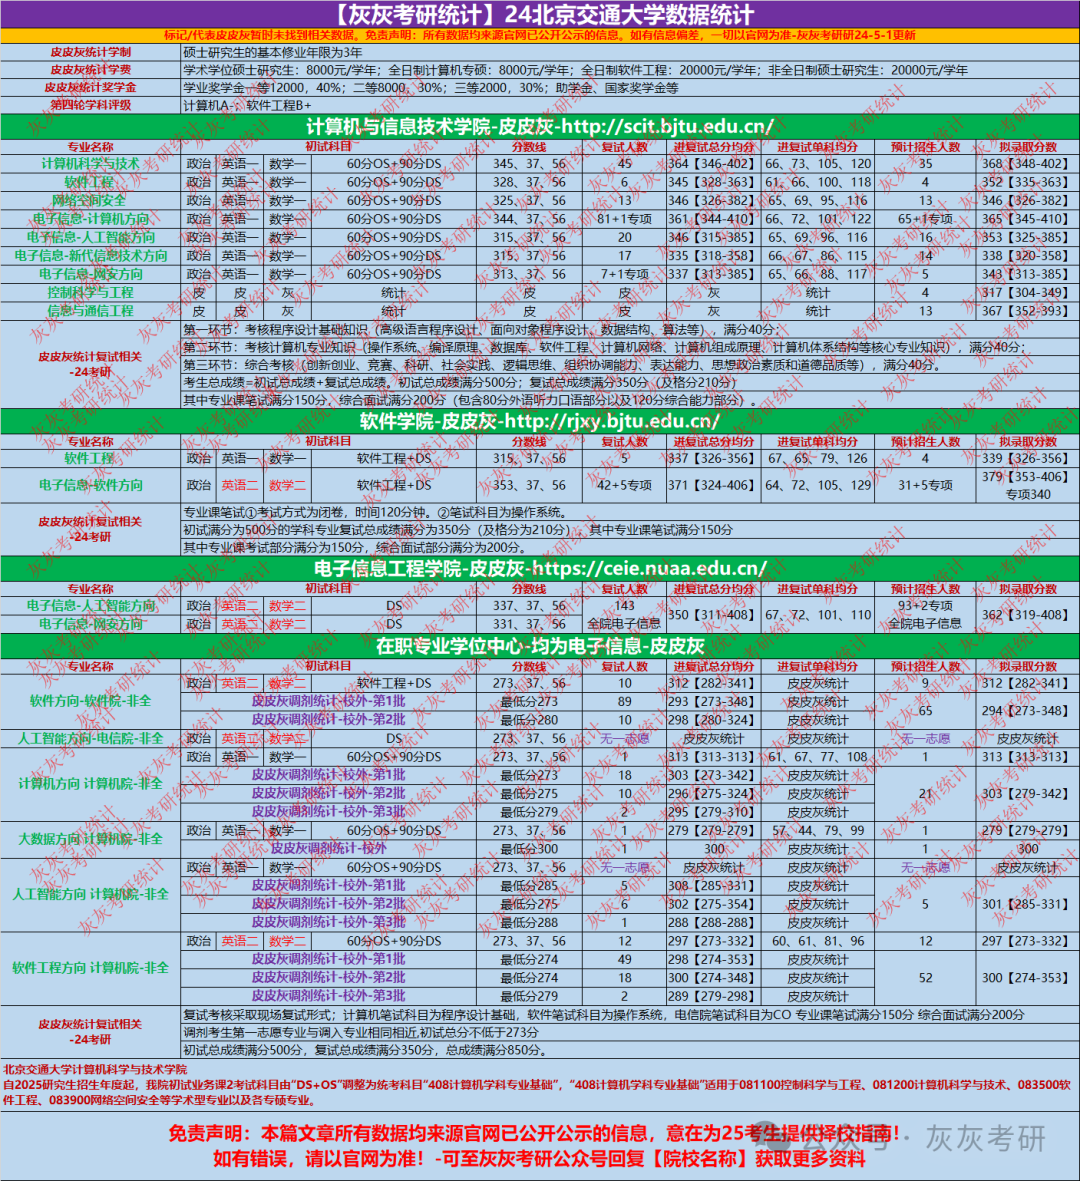 【灰灰考研统计】24北京交通大学数据统计
标记/代表皮皮灰暂时未找到相关数据。免责声明：所有数据均来源官网已公开公示的信息。如有信息偏差，一切以官网为准-灰灰考研研24-5-1更新
皮皮灰统计学制 硕士研究生的基本修业年限为3年
皮皮灰统计学费 学术学位硕士研究生：8000元/学年；全日制计算机专硕：8000元/学年；全日制软件工程：20000元/学年；非全日制硕士研究生：20000元/学年
皮皮灰统计奖学金 学业奖学金一等12000，40%；二等8000，30%；三等2000，30%；助学金、国家奖学金等
第四轮学科评级 计算机A-，软件工程B+
计算机与信息技术学院-皮皮灰-http://scit.bjtu.edu.cn/
专业名称 初试科目 分数线 复试人数 进复试总分均分 进复试单科均分 预计招生人数 拟录取分数
计算机科学与技术 政治 英语一 数学一 60分OS+90分DS 345、37、56 45 364【346-402】 66、73、105、120 35 368【348-402】
软件工程 政治 英语一 数学一 60分OS+90分DS 328、37、56 6 345【328-363】 61、66、100、118 4 352【335-363】
网络空间安全 政治 英语一 数学一 60分OS+90分DS 325、37、56 13 346【326-382】 65、69、95、116 13 346【326-382】
电子信息-计算机方向 政治 英语一 数学一 60分OS+90分DS 344、37、56 81+1专项 361【344-410】 66、72、101、122 65+1专项 365【345-410】
电子信息-人工智能方向 政治 英语一 数学一 60分OS+90分DS 315、37、56 20 346【315-385】 65、69、96、116 16 353【325-385】
电子信息-新代信息技术方向 政治 英语一 数学一 60分OS+90分DS 315、37、56 17 335【318-358】 66、67、86、115 14 338【320-358】
电子信息-网安方向 政治 英语一 数学一 60分OS+90分DS 313、37、56 7+1专项 337【313-385】 65、66、88、117 5 343【313-385】
控制科学与工程 皮 皮 灰 统计 皮 皮 灰 统计 4 317【304-349】
信息与通信工程 皮 皮 灰 统计 皮 皮 灰 统计 13 367【352-393】
皮皮灰统计复试相关
-24考研
第一环节：考核程序设计基础知识（高级语言程序设计、面向对象程序设计、数据结构、算法等），满分40分；
第二环节：考核计算机专业知识（操作系统、编译原理、数据库、软件工程、计算机网络、计算机组成原理、计算机体系结构等核心专业知识），满分40分；
第三环节：综合考核（创新创业、竞赛、科研、社会实践、逻辑思维、组织协调能力、表达能力、思想政治素质和道德品质等），满分40分。
考生总成绩=初试总成绩+复试总成绩。初试总成绩满分500分；复试总成绩满分350分（及格分210分）
其中专业课笔试满分150分，综合面试满分200分（包含80分外语听力口语部分以及120分综合能力部分）。
软件学院-皮皮灰-http://rjxy.bjtu.edu.cn/
专业名称 初试科目 分数线 复试人数 进复试总分均分 进复试单科均分 预计招生人数 拟录取分数
软件工程 政治 英语一 数学一 软件工程+DS 315、37、56 5 337【326-356】 67、65、79、126 4 339【326-356】
电子信息-软件方向 政治 英语二 数学二 软件工程+DS 353、37、56 42+5专项 371【324-406】 64、72、105、129 31+5专项 379【353-406】
专项340
皮皮灰统计复试相关
-24考研
专业课笔试①考试方式为闭卷，时间120分钟。②笔试科目为操作系统。
初试满分为500分的学科专业复试总成绩满分为350分（及格分为210分），其中专业课笔试满分150分
其中专业课考试部分满分为150分，综合面试部分满分为200分。
电子信息工程学院-皮皮灰-https://ceie.nuaa.edu.cn/
专业名称 初试科目 分数线 复试人数 进复试总分均分 进复试单科均分 预计招生人数 拟录取分数
电子信息-人工智能方向 政治 英语二 数学二 DS 337、37、56 143 350【311-408】 67、72、101、110 93+2专项 362【319-408】
电子信息-网安方向 政治 英语二 数学二 DS 331、37、56 全院电子信息 全院电子信息
在职专业学位中心-均为电子信息-皮皮灰
专业名称 初试科目 分数线 复试人数 进复试总分均分 进复试单科均分 预计招生人数 拟录取分数
软件方向-软件院-非全 政治 英语二 数学二 软件工程+DS 273、37、56 10 312【282-341】 皮皮灰统计 9 312【282-341】
皮皮灰调剂统计-校外-第1批 最低分273 89 293【273-348】 皮皮灰统计 65 294【273-348】
皮皮灰调剂统计-校外-第2批 最低分280 10 298【280-324】 皮皮灰统计
人工智能方向-电信院-非全 政治 英语二 数学二 DS 273、37、56 无一志愿 皮皮灰统计 皮皮灰统计 无一志愿 皮皮灰统计
计算机方向 计算机院-非全 政治 英语一 数学一 60分OS+90分DS 273、37、56 1 313【313-313】 61、67、77、108 1 313【313-313】
皮皮灰调剂统计-校外-第1批 最低分273 18 303【273-342】 皮皮灰统计 21 303【279-342】
皮皮灰调剂统计-校外-第2批 最低分275 10 296【275-324】 皮皮灰统计
皮皮灰调剂统计-校外-第3批 最低分279 2 295【279-310】 皮皮灰统计
大数据方向 计算机院-非全 政治 英语一 数学一 60分OS+90分DS 273、37、56 1 279【279-279】 57、44、79、99 1 279【279-279】
皮皮灰调剂统计-校外 最低分300 1 300 皮皮灰统计 1 300
人工智能方向 计算机院-非全 政治 英语一 数学一 60分OS+90分DS 273、37、56 无一志愿 皮皮灰统计 皮皮灰统计 无一志愿 皮皮灰统计
皮皮灰调剂统计-校外-第1批 最低分285 5 308【285-331】 皮皮灰统计 5 301【285-331】
皮皮灰调剂统计-校外-第2批 最低分275 6 302【275-354】 皮皮灰统计
皮皮灰调剂统计-校外-第3批 最低分288 1 288【288-288】 皮皮灰统计
软件工程方向 计算机院-非全 政治 英语二 数学二 60分OS+90分DS 273、37、56 12 297【273-332】 60、61、81、96 12 297【273-332】
皮皮灰调剂统计-校外-第1批 最低分274 49 298【274-353】 皮皮灰统计 52 300【274-353】
皮皮灰调剂统计-校外-第2批 最低分274 18 300【274-348】 皮皮灰统计
皮皮灰调剂统计-校外-第3批 最低分279 2 289【279-298】 皮皮灰统计
皮皮灰统计复试相关
-24考研
复试考核采取现场复试形式；计算机笔试科目为程序设计基础，软件笔试科目为操作系统，电信院笔试科目为CO 专业课笔试满分150分 综合面试满分200分
调剂考生第一志愿专业与调入专业相同相近,初试总分不低于273分
初试总成绩满分500分，复试总成绩满分350分，总成绩满分850分。
北京交通大学计算机科学与技术学院
自2025研究生招生年度起，我院初试业务课2考试科目由“DS+OS”调整为统考科目“408计算机学科专业基础”，“408计算机学科专业基础”适用于081100控制科学与工程、081200计算机科学与技术、083500软
件工程、083900网络空间安全等学术型专业以及各专硕专业。
免责声明：本篇文章所有数据均来源官网已公开公示的信息，意在为25考生提供择校指南！
如有错误，请以官网为准！-可至灰灰考研公众号回复【院校名称】获取更多资料
公众号 · 灰灰考研